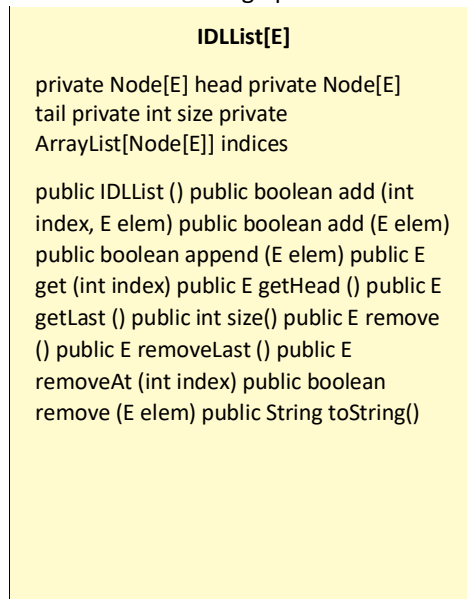 IDLList[E]
private Node[E] head private Node[E]
tail private int size private
ArrayList[Node[E]] indices
public IDLList () public boolean add (int
index, E elem) public boolean add (E elem)
public boolean append (E elem) public E
get (int index) public E getHead () public E
getLast () public int size() public E remove
() public E removeLast () public E
removeAt (int index) public boolean
remove (E elem) public String toString()